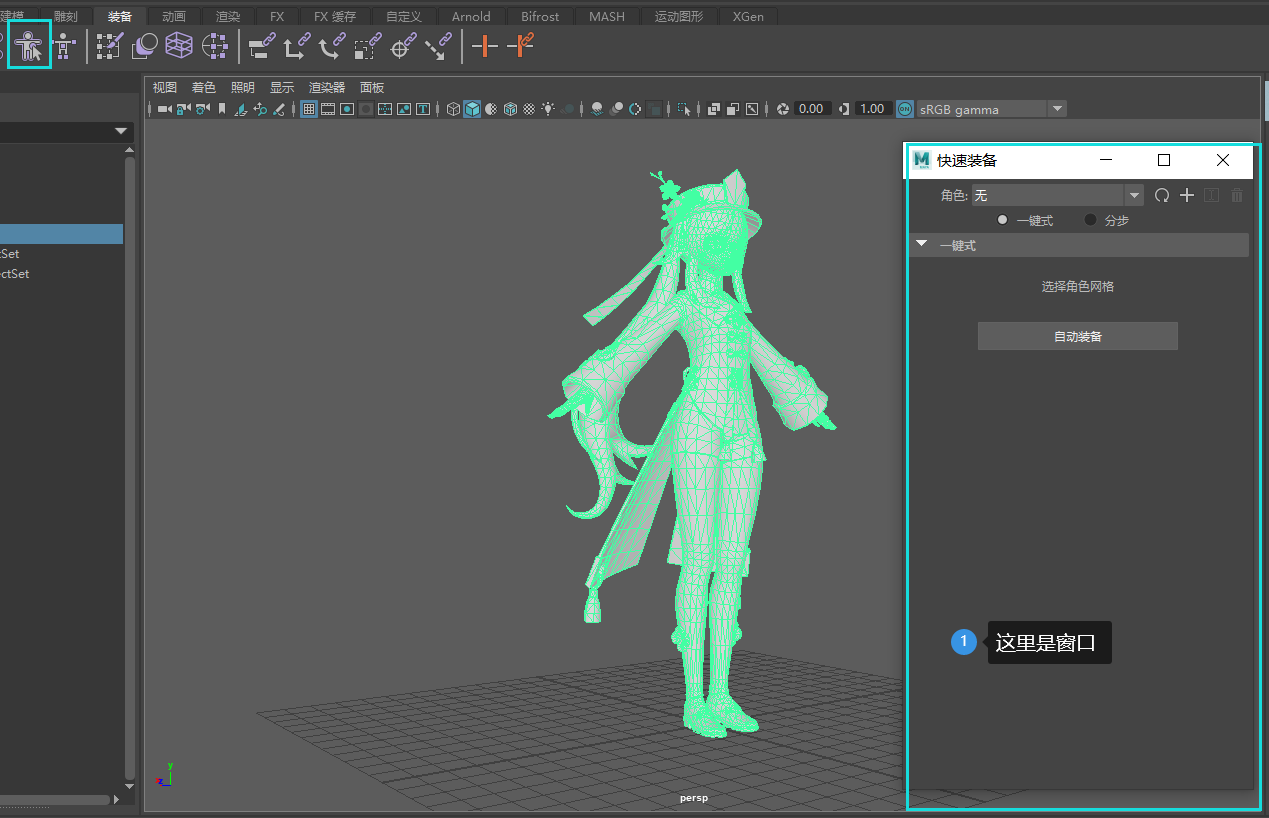 建模 雕刻 装备 动画 渲染 FX FX 缓存 自定义 Arnold Bifrost MASH 运动图形 XGen
视图 着色 照明 显示 渲染器 面板
0.00 1.00 ON sRGB gamma
M 快速装备
角色: 无
一键式 分步
一键式
选择角色网格
自动装备
Set
ctSet
1 这里是窗口
y
z
persp